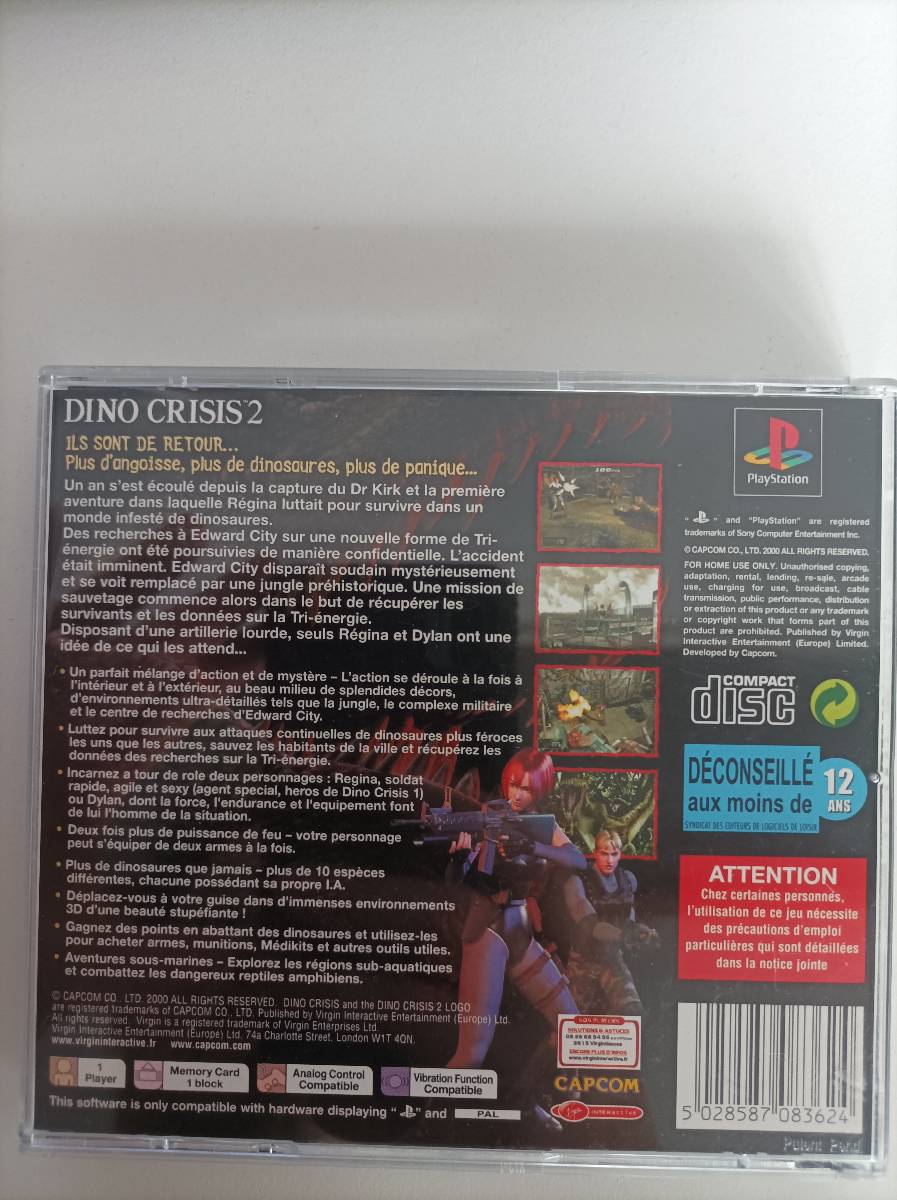 DINO CRISIS™2
ILS SONT DE RETOUR...
Plus d'angoisse, plus de dinosaures, plus de panique...
Un an s'est écoulé depuis la capture du Dr Kirk et la première
aventure dans laquelle Régina luttait pour survivre dans un
monde infesté de dinosaures.
Des recherches à Edward City sur une nouvelle forme de Tri-
énergie ont été poursuivies de manière confidentielle. L'accident
était imminent. Edward City disparaît soudain mystérieusement
et se voit remplacé par une jungle préhistorique. Une mission de
sauvetage commence alors dans le but de récupérer les
survivants et les données sur la Tri-énergie.
Disposant d'une artillerie lourde, seuls Régina et Dylan ont une
idée de ce qui les attend...
• Un parfait mélange d'action et de mystère – L'action se déroule à la fois à
l'intérieur et à l'extérieur, au beau milieu de splendides décors,
d'environnements ultra-détaillés tels que la jungle, le complexe militaire
et le centre de recherches d'Edward City.
• Luttez pour survivre aux attaques continuelles de dinosaures plus féroces
les uns que les autres, sauvez les habitants de la ville et récupérez les
données des recherches sur la Tri-énergie.
• Incarnez a tour de role deux personnages : Regina, soldat
rapide, agile et sexy (agent special, heros de Dino Crisis 1)
ou Dylan, dont la force, l'endurance et l'equipement font
de lui l'homme de la situation.
• Deux fois plus de puissance de feu – votre personnage
peut s'équiper de deux armes à la fois.
• Plus de dinosaures que jamais – plus de 10 espèces
différentes, chacune possédant sa propre I.A.
• Déplacez-vous à votre guise dans d'immenses environnements
3D d'une beauté stupéfiante !
• Gagnez des points en abattant des dinosaures et utilisez-les
pour acheter armes, munitions, Médikits et autres outils utiles.
• Aventures sous-marines – Explorez les régions sub-aquatiques
et combattez les dangereux reptiles amphibiens.
© CAPCOM CO., LTD. 2000 ALL RIGHTS RESERVED. DINO CRISIS and the DINO CRISIS 2 LOGO
are registered trademarks of CAPCOM CO., LTD. Published by Virgin Interactive Entertainment (Europe) Ltd.
All rights reserved. Virgin is a registered trademark of Virgin Enterprises Ltd.
Virgin Interactive Entertainment (Europe) Ltd. 74a Charlotte Street. London W1T 4QN.
www.virgininteractive.fr www.capcom.com
1
Player
Memory Card
1 block
Analog Control
Compatible
Vibration Function
Compatible
This software is only compatible with hardware displaying " " and PAL
PlayStation
" " and "PlayStation" are registered
trademarks of Sony Computer Entertainment Inc.
© CAPCOM CO., LTD. 2000 ALL RIGHTS RESERVED.
FOR HOME USE ONLY. Unauthorised copying,
adaptation, rental, lending, re-sale, arcade
use, charging for use, broadcast, cable
transmission, public performance, distribution
or extraction of this product or any trademark
or copyright work that forms part of this
product are prohibited. Published by Virgin
Interactive Entertainment (Europe) Limited.
Developed by Capcom.
COMPACT
disc
DÉCONSEILLÉ
aux moins de
12
ANS
SYNDICAT DES EDITEURS DE LOGICIELS DE LOISIR
ATTENTION
Chez certaines personnes,
l'utilisation de ce jeu nécessite
des précautions d'emploi
particulières qui sont détaillées
dans la notice jointe
SOLUTIONS & ASTUCES
ENCORE PLUS D'INFOS
www.virgininteractive.fr
CAPCOM
Virgin INTERACTIVE
5 028587 083624
Patent Pend